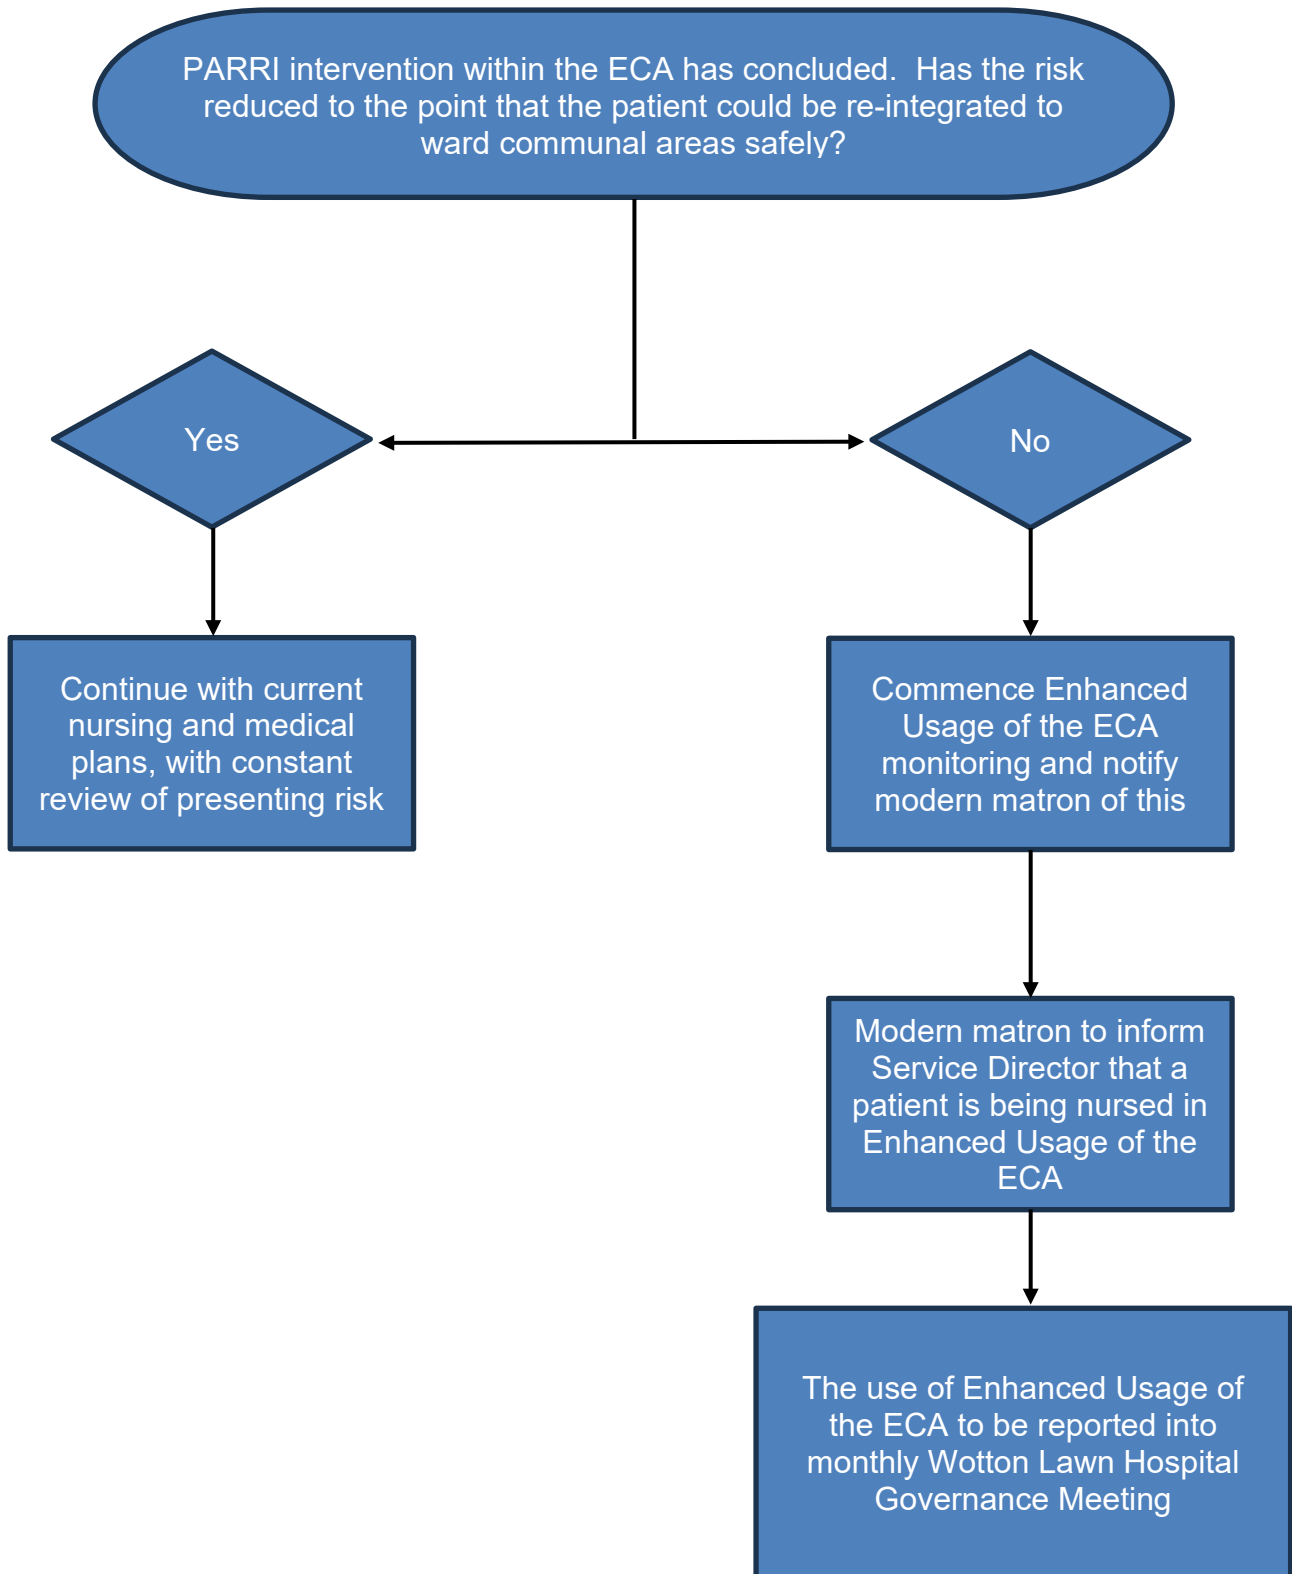 PARRI intervention within the ECA has concluded.  Has the risk
reduced to the point that the patient could be re-integrated to
ward communal areas safely?
Yes
No
Continue with current
nursing and medical
plans, with constant
review of presenting risk
Commence Enhanced
Usage of the ECA
monitoring and notify
modern matron of this
Modern matron to inform
Service Director that a
patient is being nursed in
Enhanced Usage of the
ECA
The use of Enhanced Usage of
the ECA to be reported into
monthly Wotton Lawn Hospital
Governance Meeting